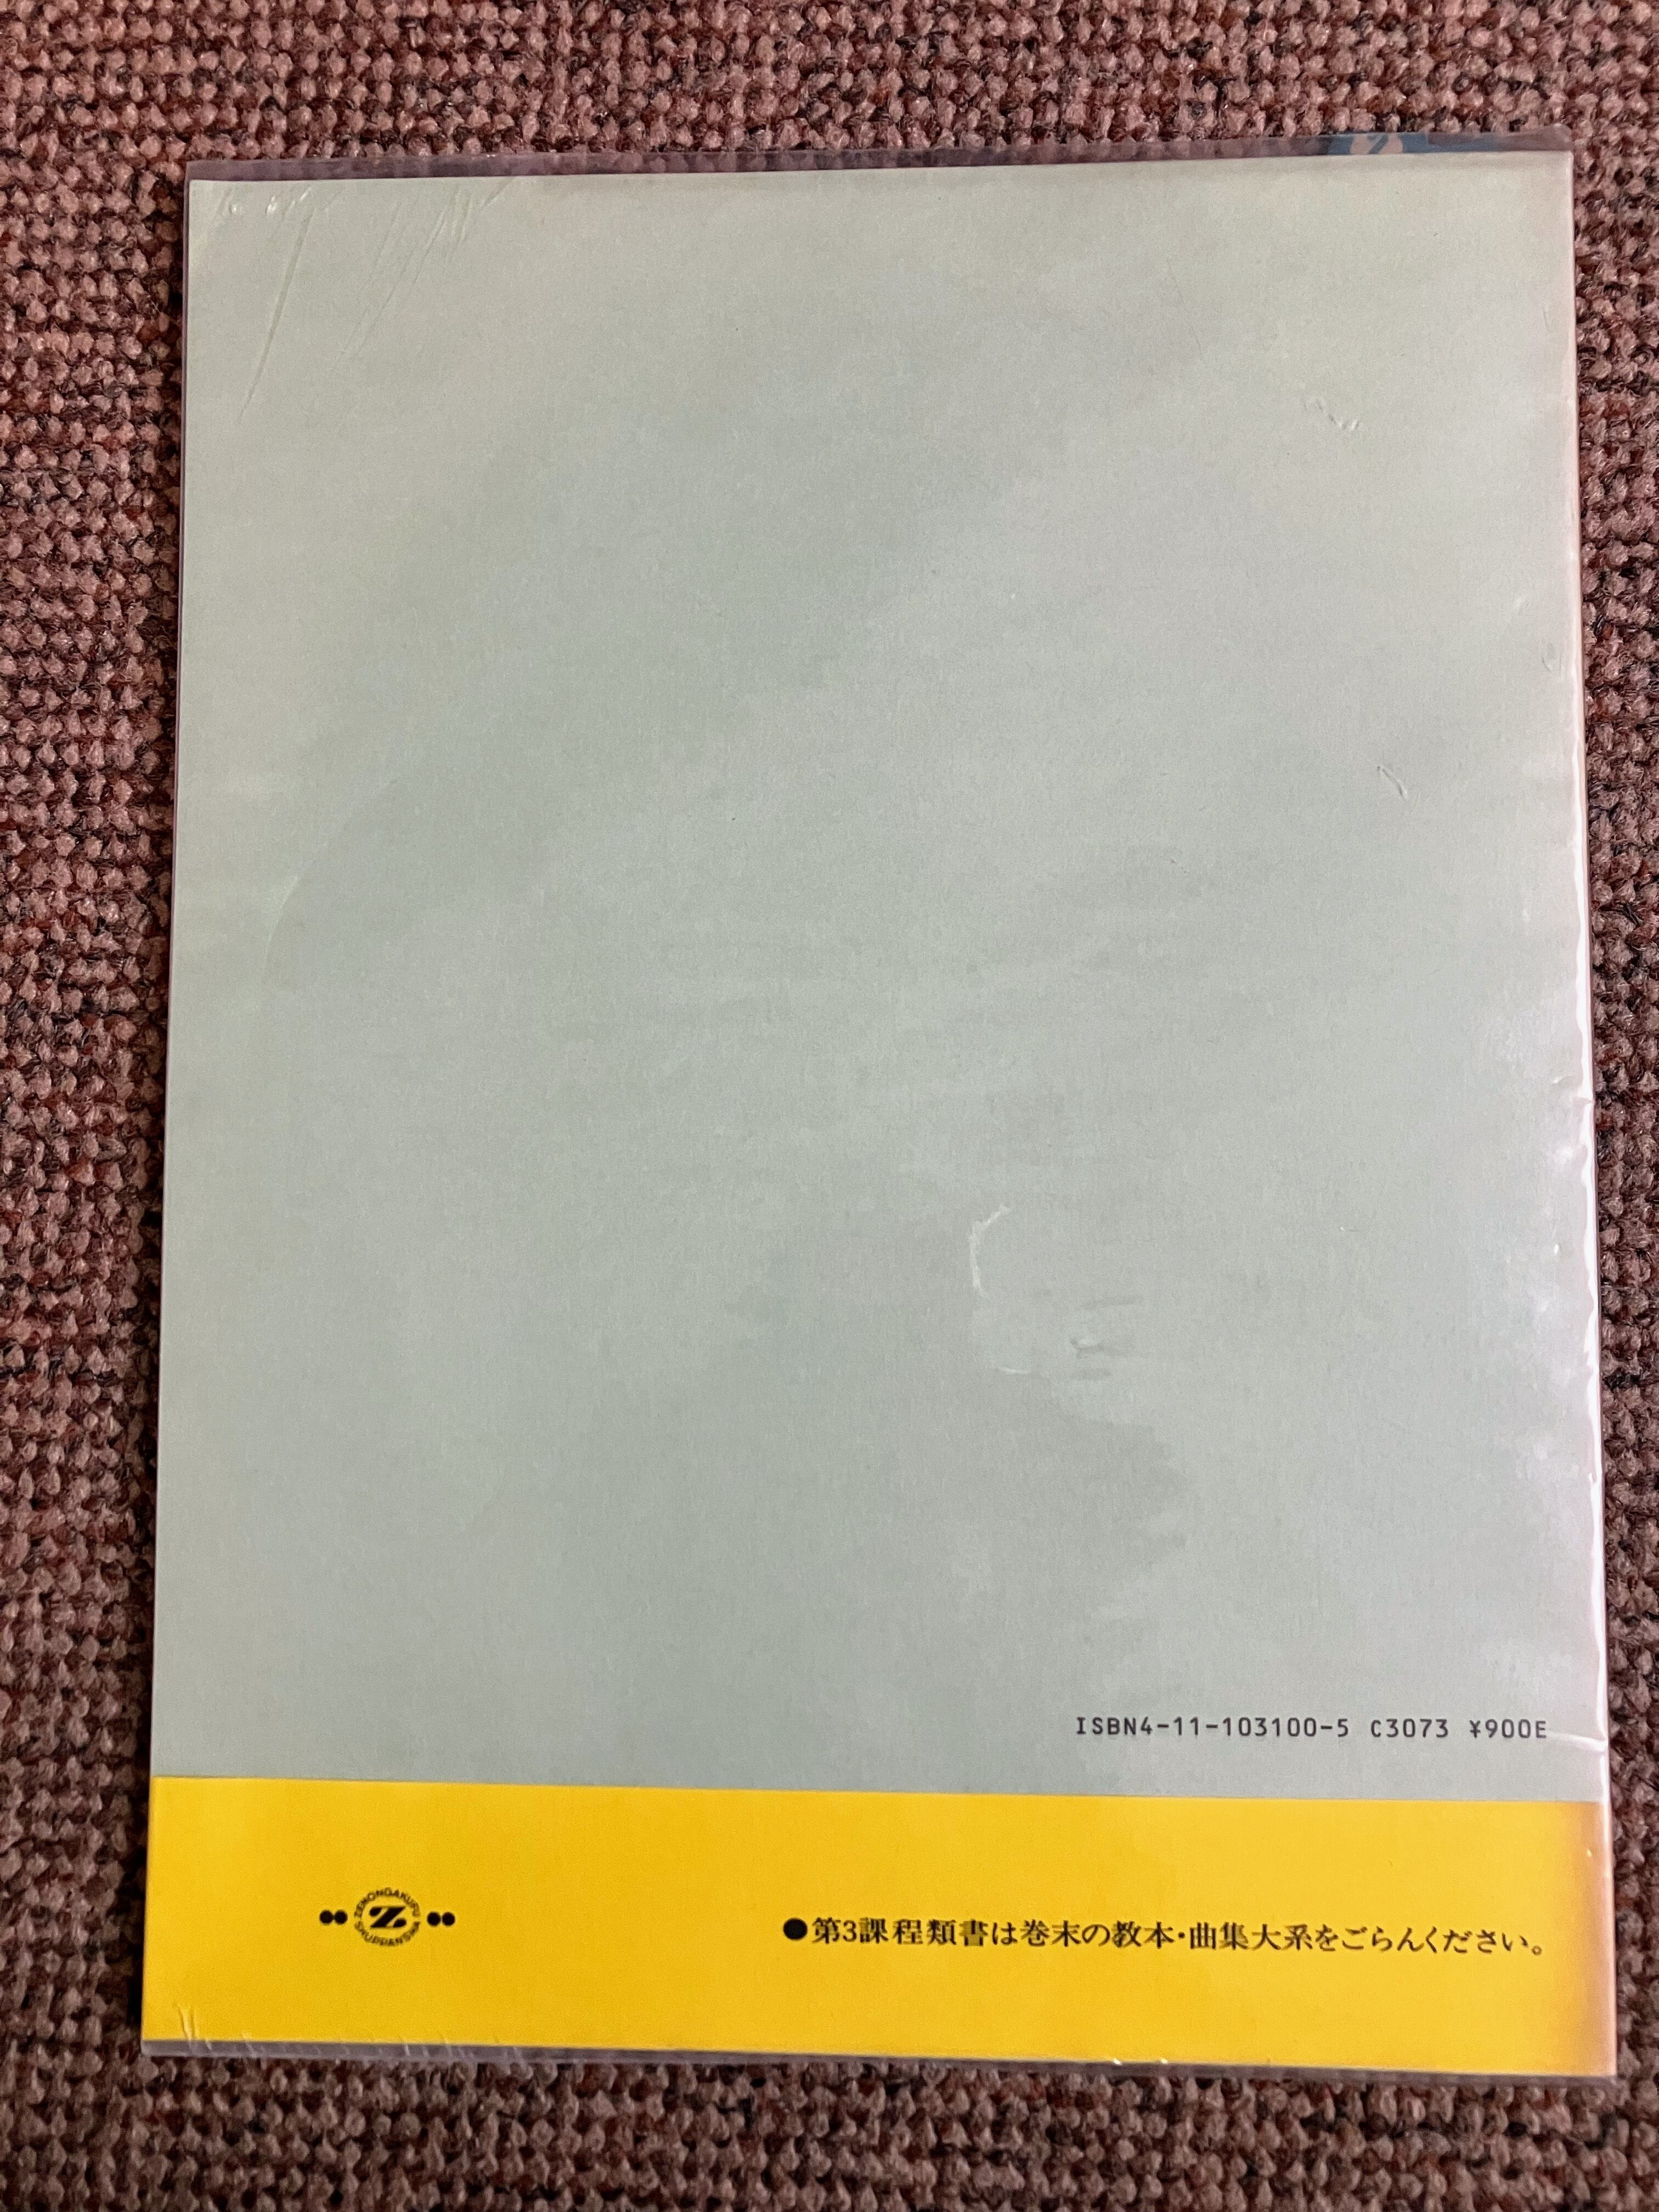 ISBN4-11-103100-5 C3073 ¥900E
ZENONGAKUFU
Z
SHUPPANSHA
●第3課程類書は巻末の教本・曲集大系をごらんください。